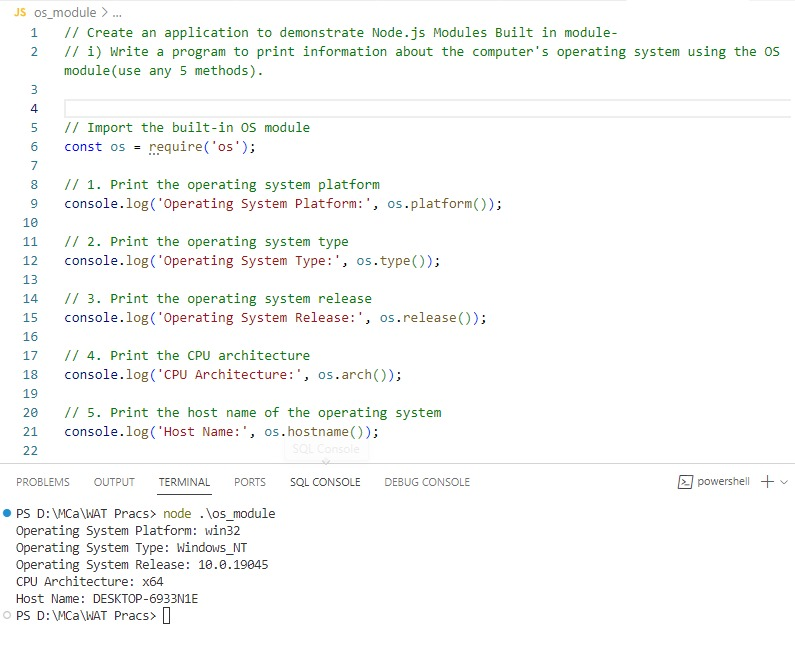 JS os_module > ...
1 // Create an application to demonstrate Node.js Modules Built in module-
2 // i) Write a program to print information about the computer's operating system using the OS
module(use any 5 methods).
3
4
5 // Import the built-in OS module
6 const os = require('os');
7
8 // 1. Print the operating system platform
9 console.log('Operating System Platform:', os.platform());
10
11 // 2. Print the operating system type
12 console.log('Operating System Type:', os.type());
13
14 // 3. Print the operating system release
15 console.log('Operating System Release:', os.release());
16
17 // 4. Print the CPU architecture
18 console.log('CPU Architecture:', os.arch());
19
20 // 5. Print the host name of the operating system
21 console.log('Host Name:', os.hostname());
SQL Console
22
PROBLEMS OUTPUT TERMINAL PORTS SQL CONSOLE DEBUG CONSOLE powershell
PS D:\MCa\WAT Pracs> node .\os_module
Operating System Platform: win32
Operating System Type: Windows_NT
Operating System Release: 10.0.19045
CPU Architecture: x64
Host Name: DESKTOP-6933N1E
PS D:\MCa\WAT Pracs>